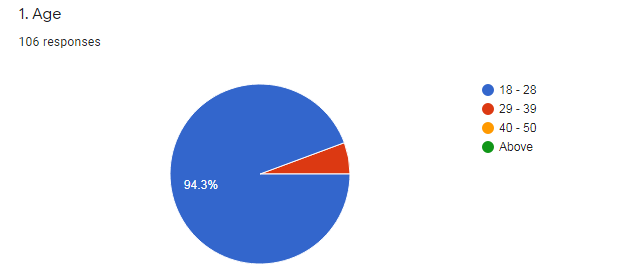 1. Age
106 responses
18 - 28
29 - 39
40 - 50
Above
94.3%